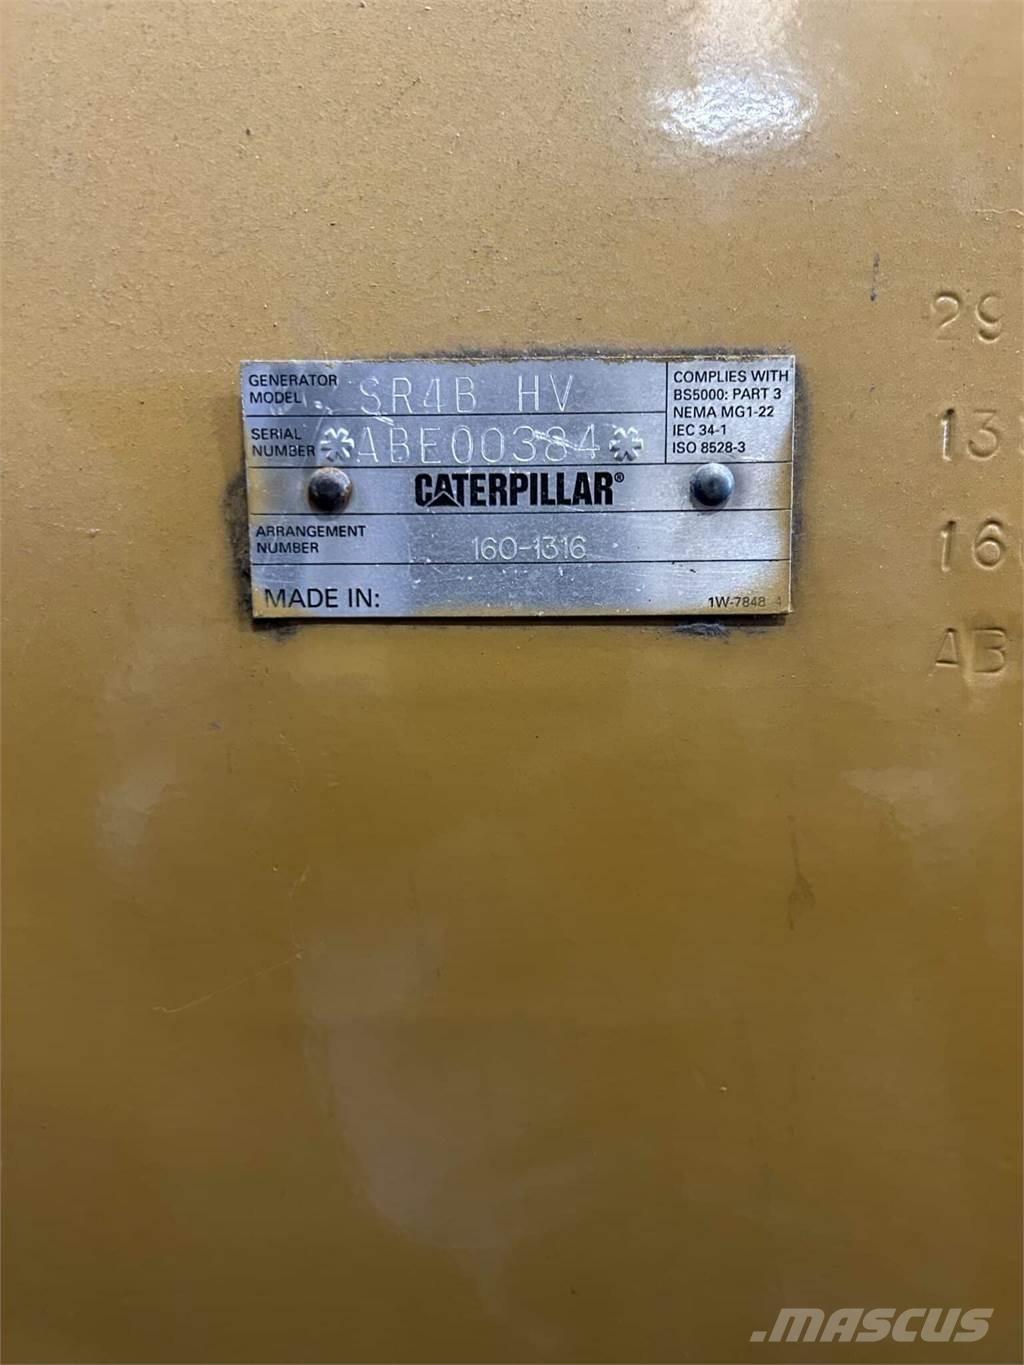 GENERATOR MODEL SR4B HV
SERIAL NUMBER *ABE00384*
COMPLIES WITH
BS5000: PART 3
NEMA MG1-22
IEC 34-1
ISO 8528-3
CATERPILLAR®
ARRANGEMENT NUMBER 160-1316
MADE IN:
1W-7848 4
29
13
16
AB
MASCUS